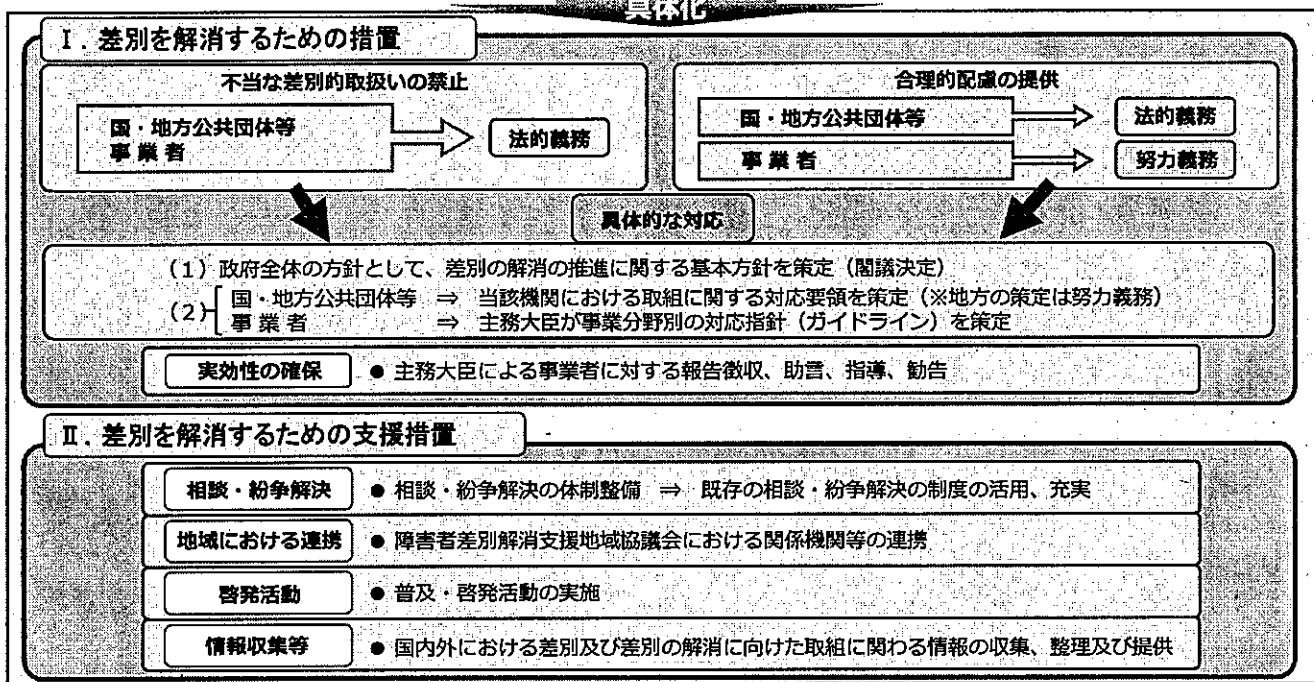 具体化
Ⅰ．差別を解消するための措置
不当な差別的取扱いの禁止
国・地方公共団体等
事業者
法的義務
合理的配慮の提供
国・地方公共団体等
法的義務
事業者
努力義務
具体的な対応
（1）政府全体の方針として、差別の解消の推進に関する基本方針を策定（閣議決定）
（2）
国・地方公共団体等 ⇒ 当該機関における取組に関する対応要領を策定（※地方の策定は努力義務）
事業者 ⇒ 主務大臣が事業分野別の対応指針（ガイドライン）を策定
実効性の確保 ● 主務大臣による事業者に対する報告徴収、助言、指導、勧告
Ⅱ．差別を解消するための支援措置
相談・紛争解決 ● 相談・紛争解決の体制整備 ⇒ 既存の相談・紛争解決の制度の活用、充実
地域における連携 ● 障害者差別解消支援地域協議会における関係機関等の連携
啓発活動 ● 普及・啓発活動の実施
情報収集等 ● 国内外における差別及び差別の解消に向けた取組に関わる情報の収集、整理及び提供